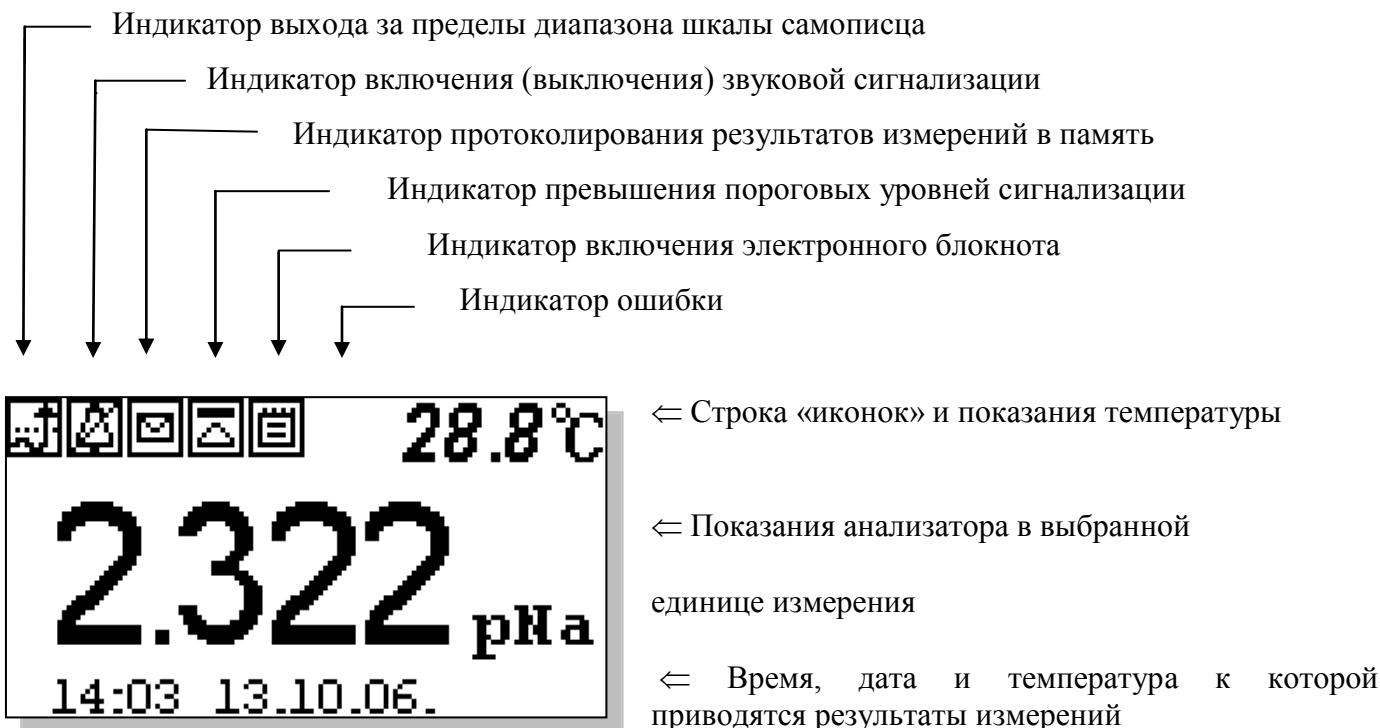 Индикатор выхода за пределы диапазона шкалы самописца
Индикатор включения (выключения) звуковой сигнализации
Индикатор протоколирования результатов измерений в память
Индикатор превышения пороговых уровней сигнализации
Индикатор включения электронного блокнота
Индикатор ошибки
28.8°C
⇐ Строка «иконок» и показания температуры
2.322 pNa
⇐ Показания анализатора в выбранной
единице измерения
14:03 13.10.06.
⇐ Время, дата и температура к которой
приводятся результаты измерений